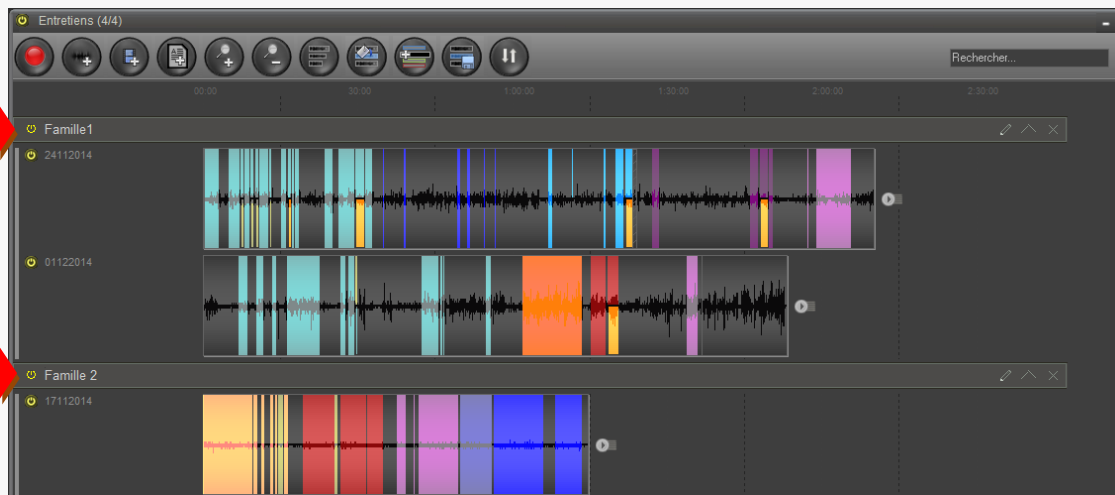 Entretiens (4/4)
Rechercher...
00:00 30:00 1:00:00 1:30:00 2:00:00 2:30:00
Famille1
24112014
01122014
Famille 2
17112014